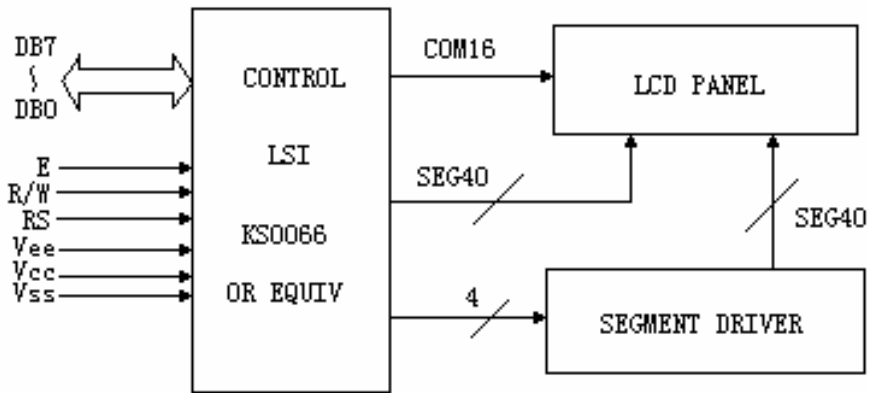 DB7
~
DB0
E
R/W
RS
Vee
Vcc
Vss
CONTROL
LSI
KS0066
OR EQUIV
COM16
SEG40
4
LCD PANEL
SEG40
SEGMENT DRIVER